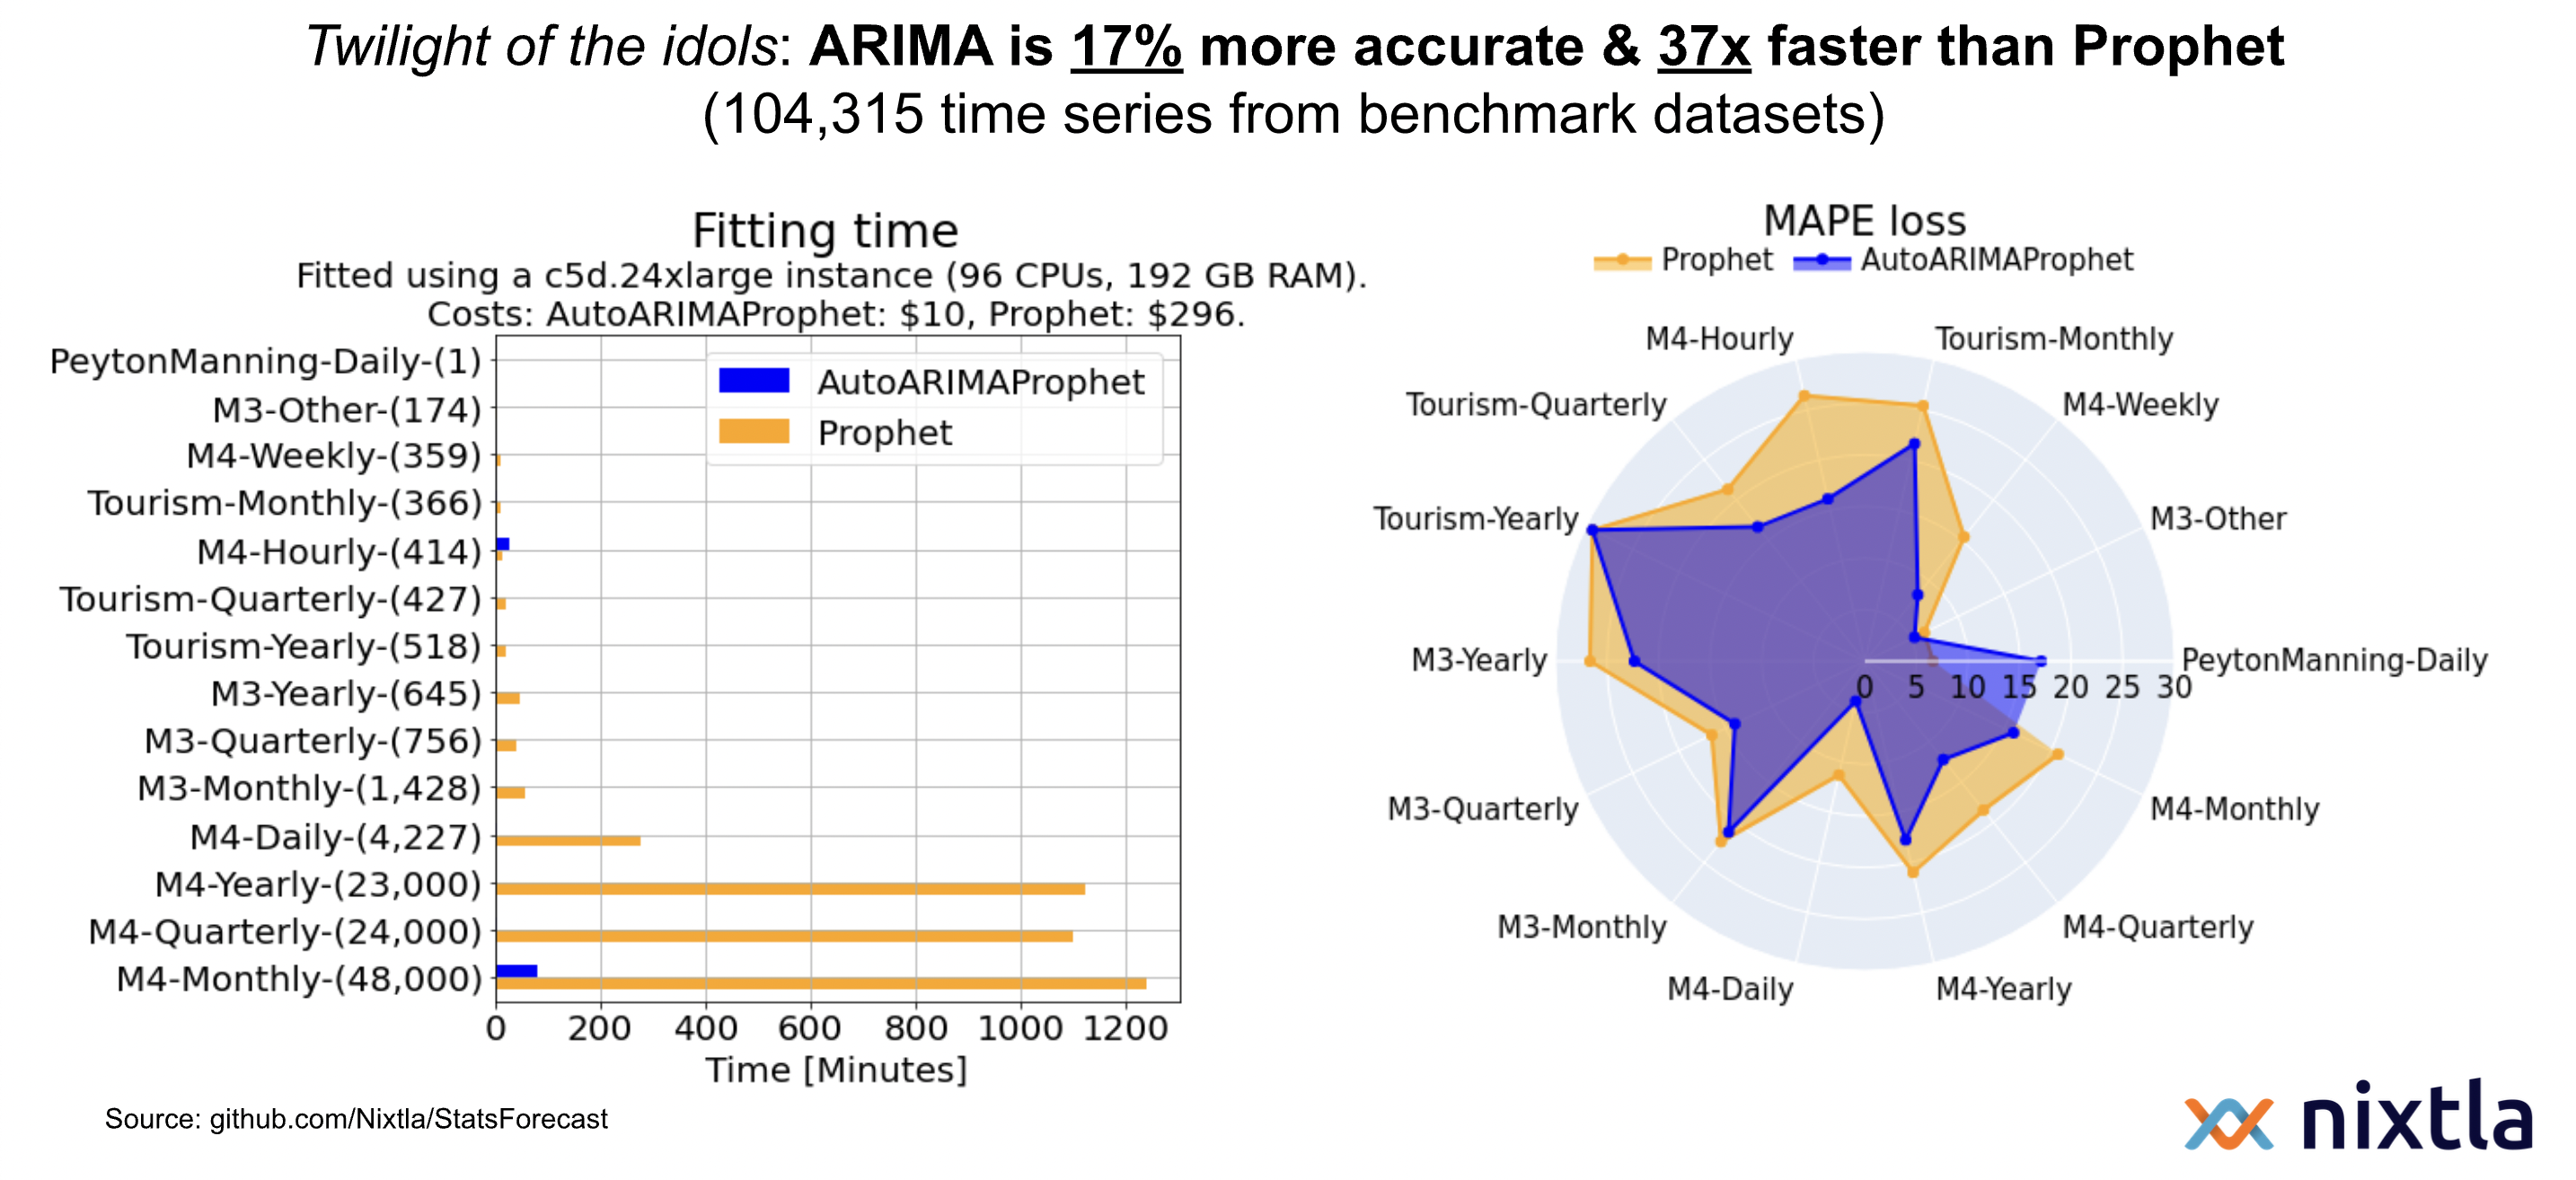 Twilight of the idols: ARIMA is 17% more accurate & 37x faster than Prophet
(104,315 time series from benchmark datasets)
Fitting time
Fitted using a c5d.24xlarge instance (96 CPUs, 192 GB RAM).
Costs: AutoARIMAProphet: $10, Prophet: $296.
AutoARIMAProphet
Prophet
PeytonManning-Daily-(1)
M3-Other-(174)
M4-Weekly-(359)
Tourism-Monthly-(366)
M4-Hourly-(414)
Tourism-Quarterly-(427)
Tourism-Yearly-(518)
M3-Yearly-(645)
M3-Quarterly-(756)
M3-Monthly-(1,428)
M4-Daily-(4,227)
M4-Yearly-(23,000)
M4-Quarterly-(24,000)
M4-Monthly-(48,000)
0 200 400 600 800 1000 1200
Time [Minutes]
MAPE loss
Prophet AutoARIMAProphet
M4-Hourly
Tourism-Monthly
Tourism-Quarterly
M4-Weekly
Tourism-Yearly
M3-Other
M3-Yearly
PeytonManning-Daily
0 5 10 15 20 25 30
M3-Quarterly
M4-Monthly
M3-Monthly
M4-Quarterly
M4-Daily
M4-Yearly
Source: github.com/Nixtla/StatsForecast
nixtla